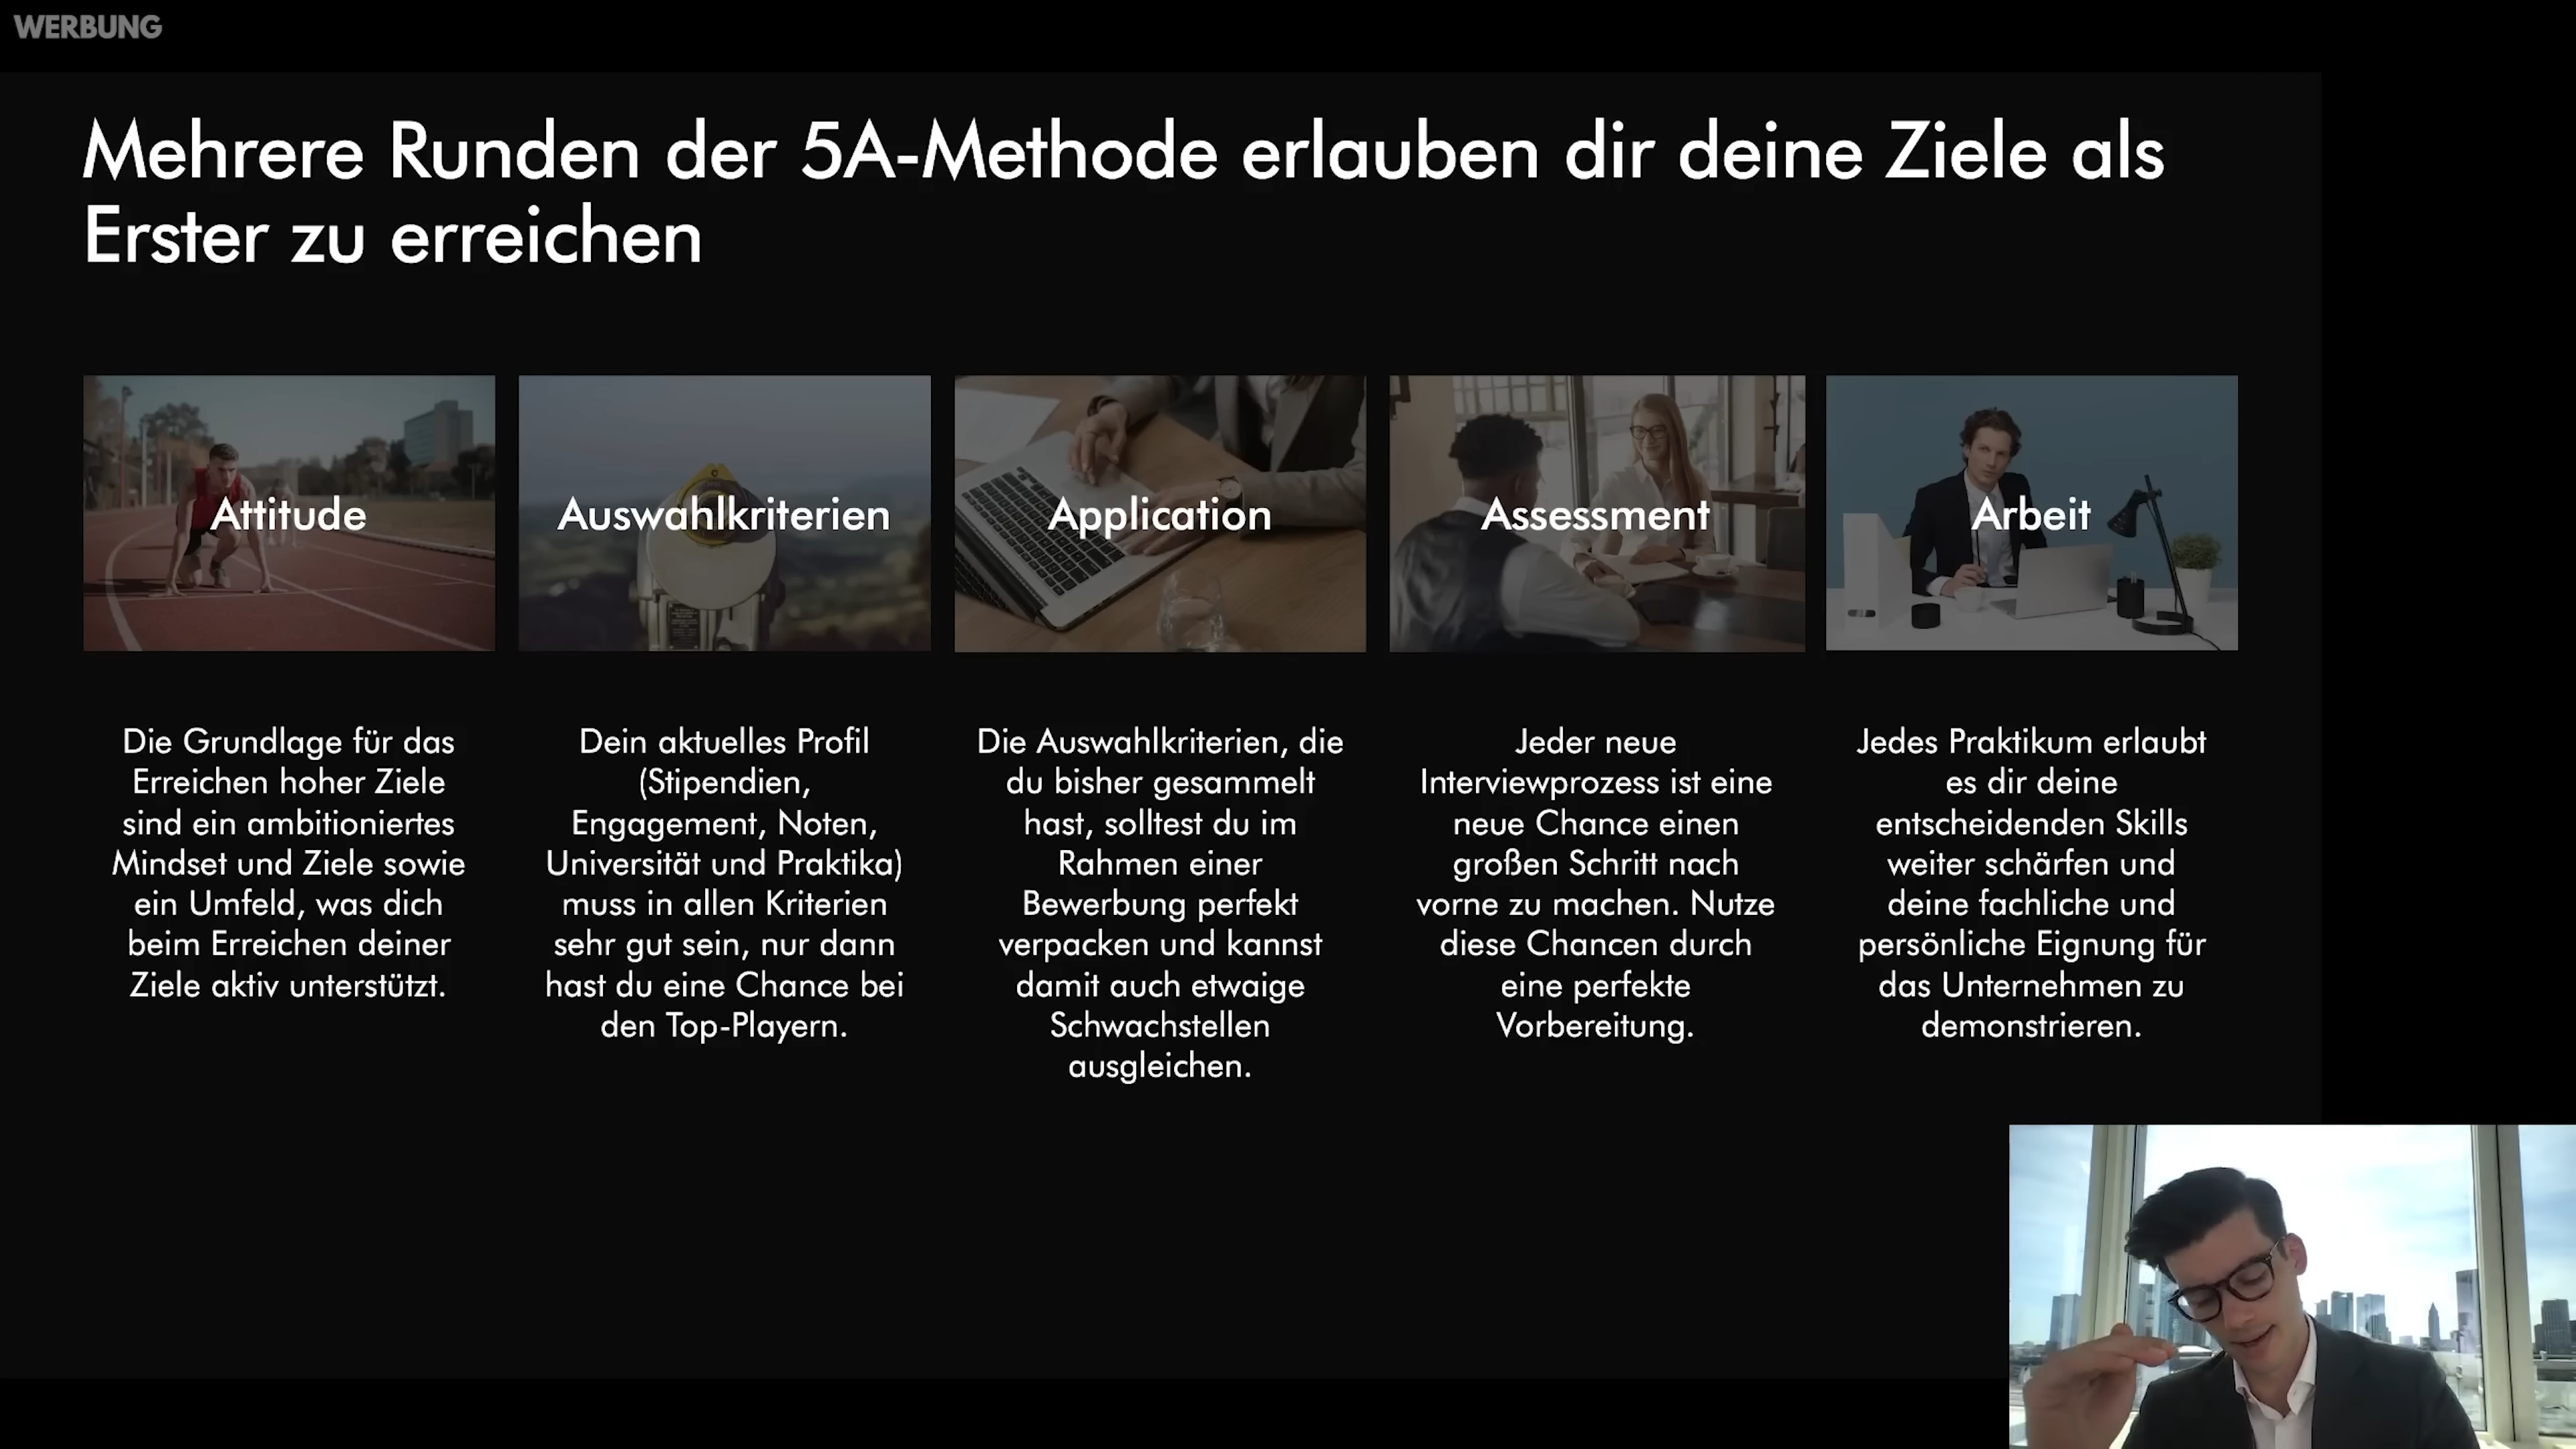 WERBUNG
Mehrere Runden der 5A-Methode erlauben dir deine Ziele als
Erster zu erreichen
Attitude
Die Grundlage für das
Erreichen hoher Ziele
sind ein ambitioniertes
Mindset und Ziele sowie
ein Umfeld, was dich
beim Erreichen deiner
Ziele aktiv unterstützt.
Auswahlkriterien
Dein aktuelles Profil
(Stipendien,
Engagement, Noten,
Universität und Praktika)
muss in allen Kriterien
sehr gut sein, nur dann
hast du eine Chance bei
den Top-Playern.
Application
Die Auswahlkriterien, die
du bisher gesammelt
hast, solltest du im
Rahmen einer
Bewerbung perfekt
verpacken und kannst
damit auch etwaige
Schwachstellen
ausgleichen.
Assessment
Jeder neue
Interviewprozess ist eine
neue Chance einen
großen Schritt nach
vorne zu machen. Nutze
diese Chancen durch
eine perfekte
Vorbereitung.
Arbeit
Jedes Praktikum erlaubt
es dir deine
entscheidenden Skills
weiter schärfen und
deine fachliche und
persönliche Eignung für
das Unternehmen zu
demonstrieren.